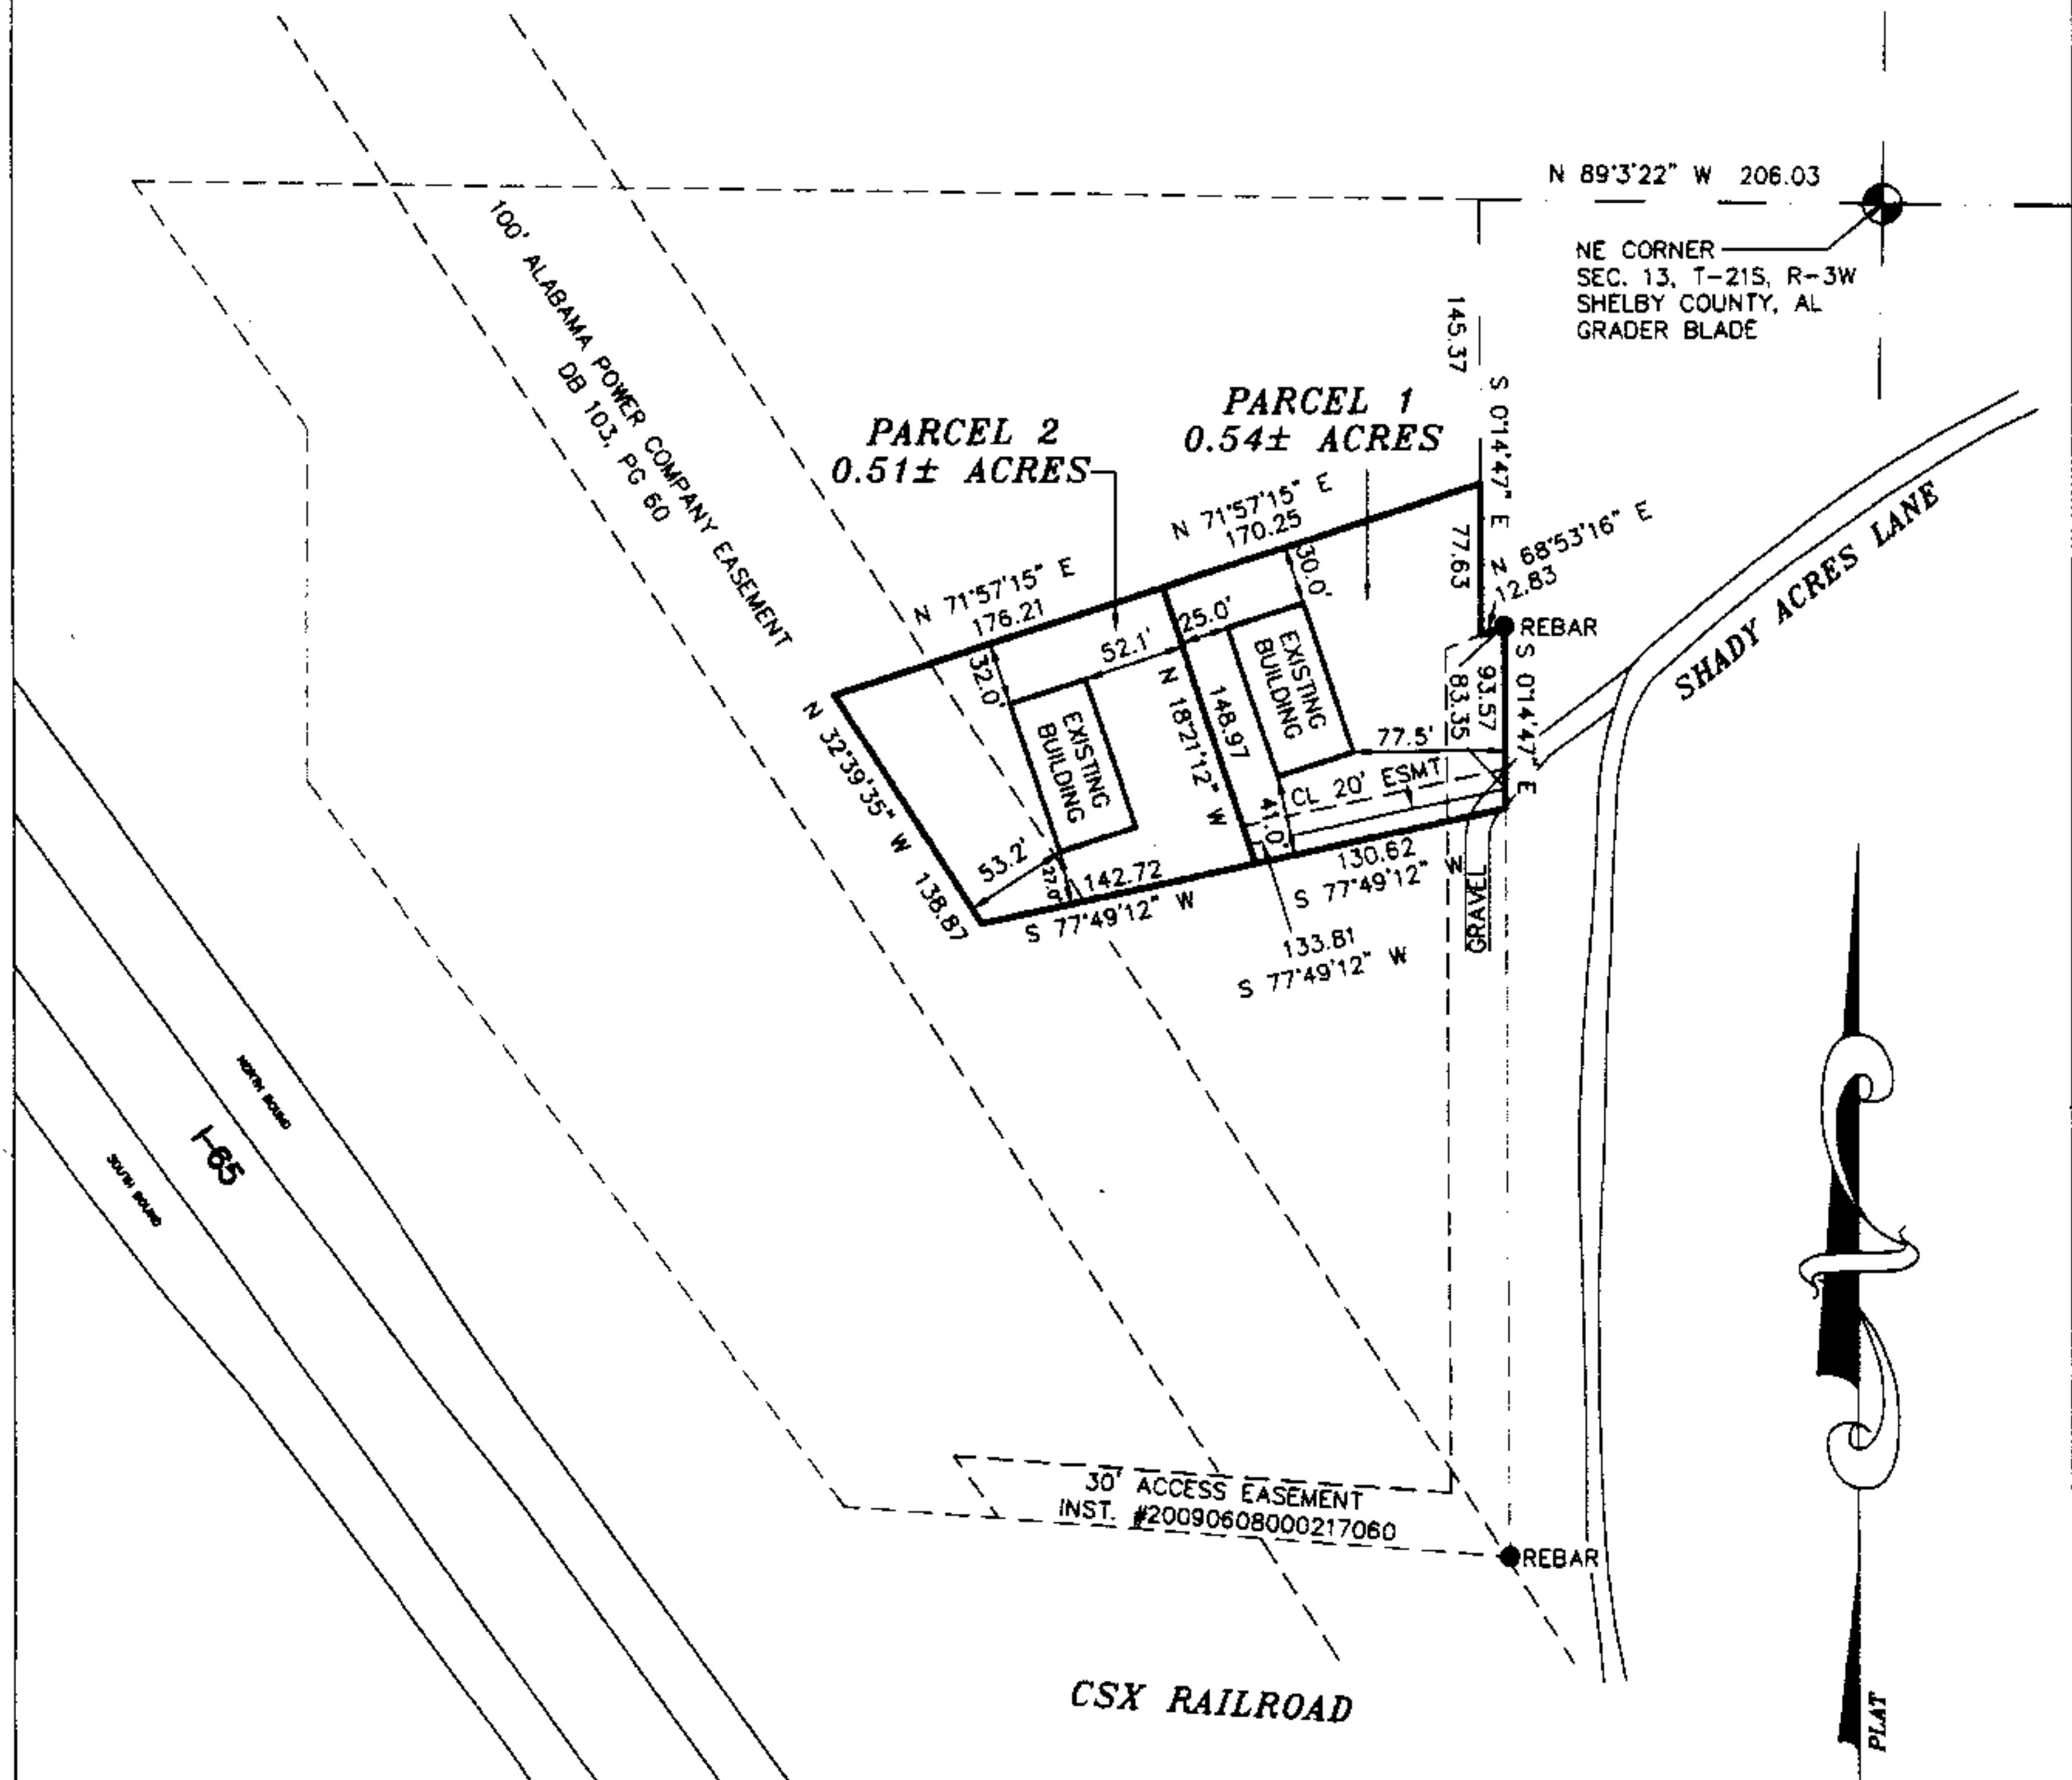 N 89°3'22" W 206.03
NE CORNER
SEC. 13, T-21S, R-3W
SHELBY COUNTY, AL
GRADER BLADE
100' ALABAMA POWER COMPANY EASEMENT
DB 103, PG 60
145.37
S 0°14'47" E
77.63
PARCEL 1
0.54± ACRES
PARCEL 2
0.51± ACRES
N 71°57'15" E
170.25
N 68°53'16" E
12.83
REBAR
SHADY ACRES LANE
N 71°57'15" E
176.21
30.0'
25.0'
52.1'
32.0'
EXISTING
BUILDING
EXISTING
BUILDING
N 18°21'12" W
148.97
77.5'
83.35
93.57
S 0°14'47" E
CL 20' ESMT
41.0'
N 32°39'35" W 138.87
53.2'
27.9'
142.72
S 77°49'12" W
130.62
S 77°49'12" W
133.81
S 77°49'12" W
GRAVEL
NORTH BOUND
I-65
SOUTH BOUND
30' ACCESS EASEMENT
INST. #20090608000217060
REBAR
CSX RAILROAD
PLAT